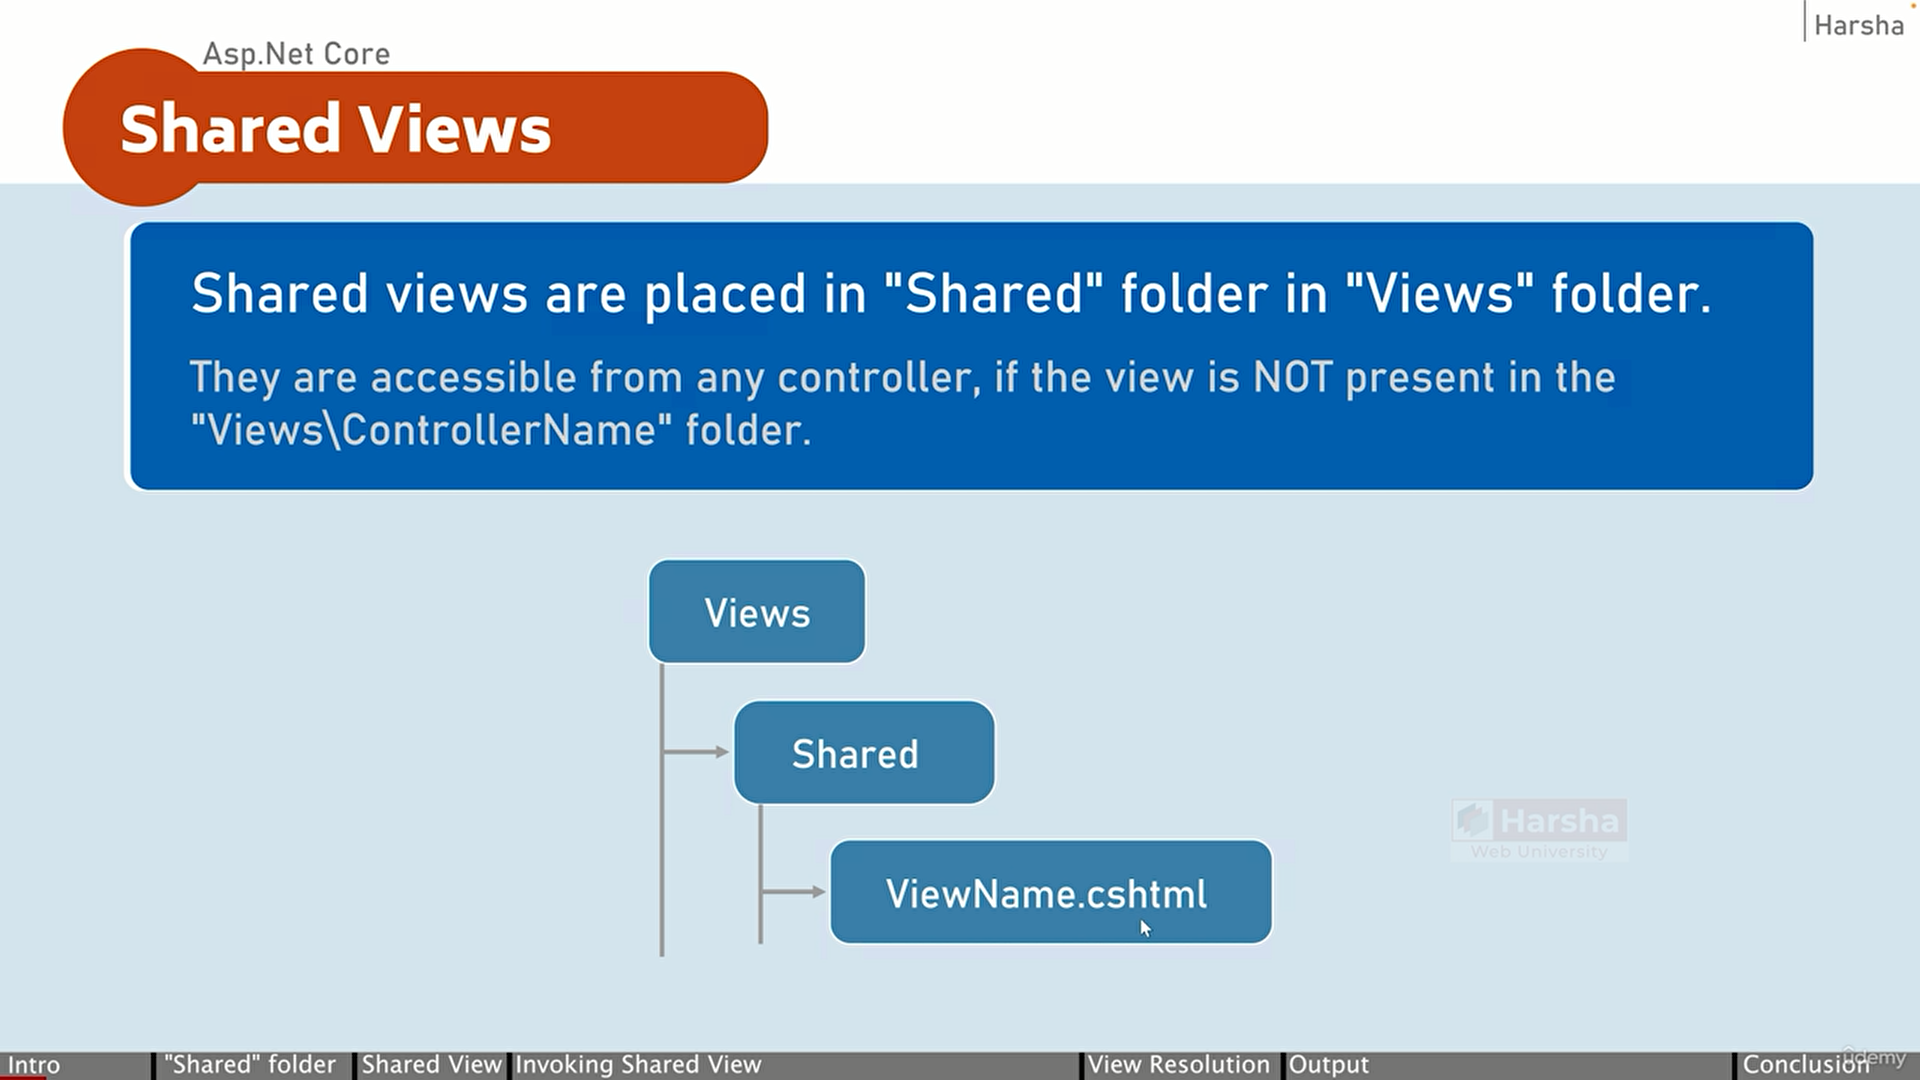 Harsha
Asp.Net Core
Shared Views
Shared views are placed in "Shared" folder in "Views" folder.
They are accessible from any controller, if the view is NOT present in the
"Views\ControllerName" folder.
Views
Shared
ViewName.cshtml
Harsha
Web University
Intro
"Shared" folder
Shared View
Invoking Shared View
View Resolution
Output
Conclusion
ûdemy